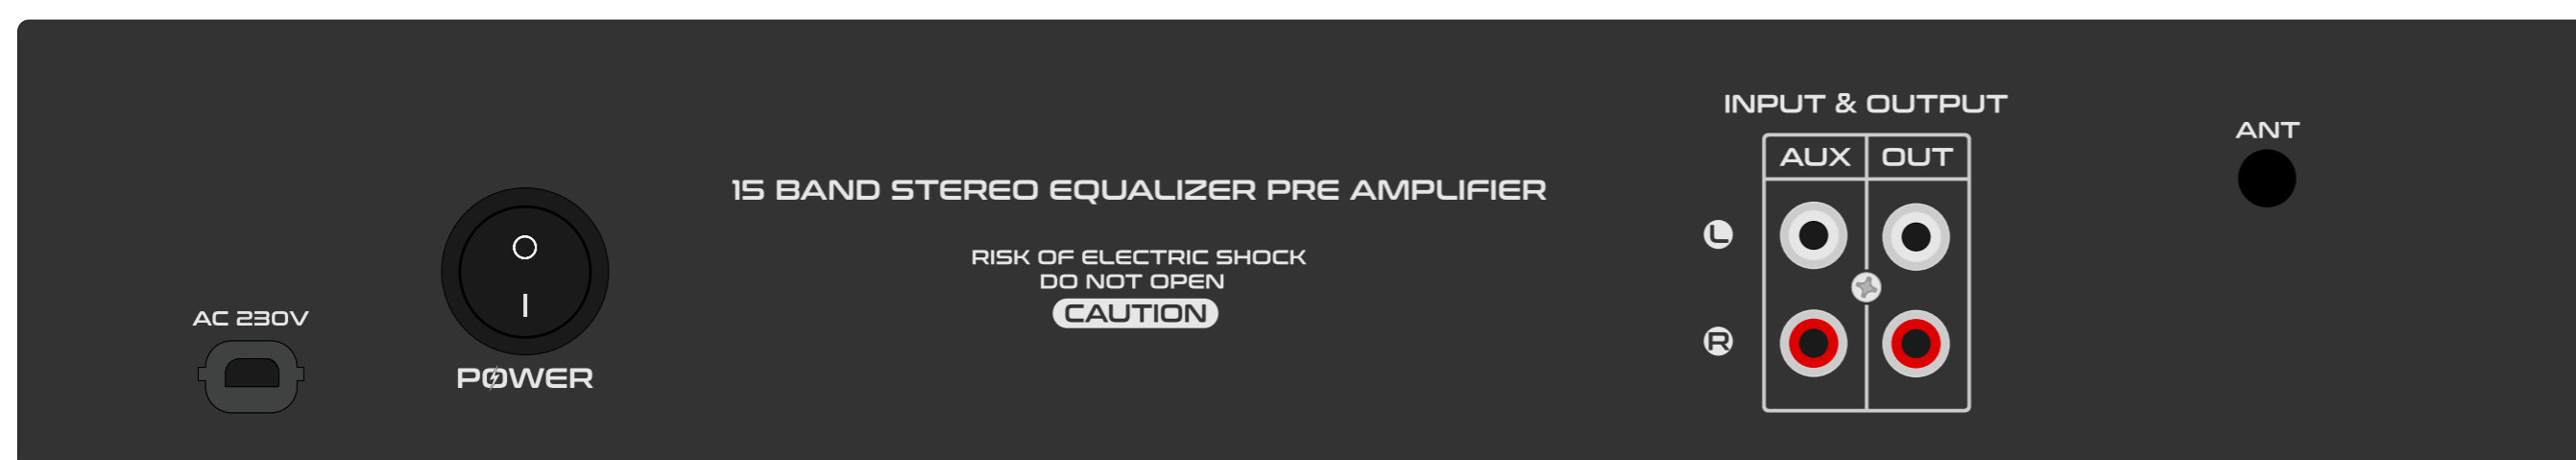 INPUT & OUTPUT
ANT
AUX OUT
15 BAND STEREO EQUALIZER PRE AMPLIFIER
L
RISK OF ELECTRIC SHOCK
DO NOT OPEN
CAUTION
AC 230V
R
POWER